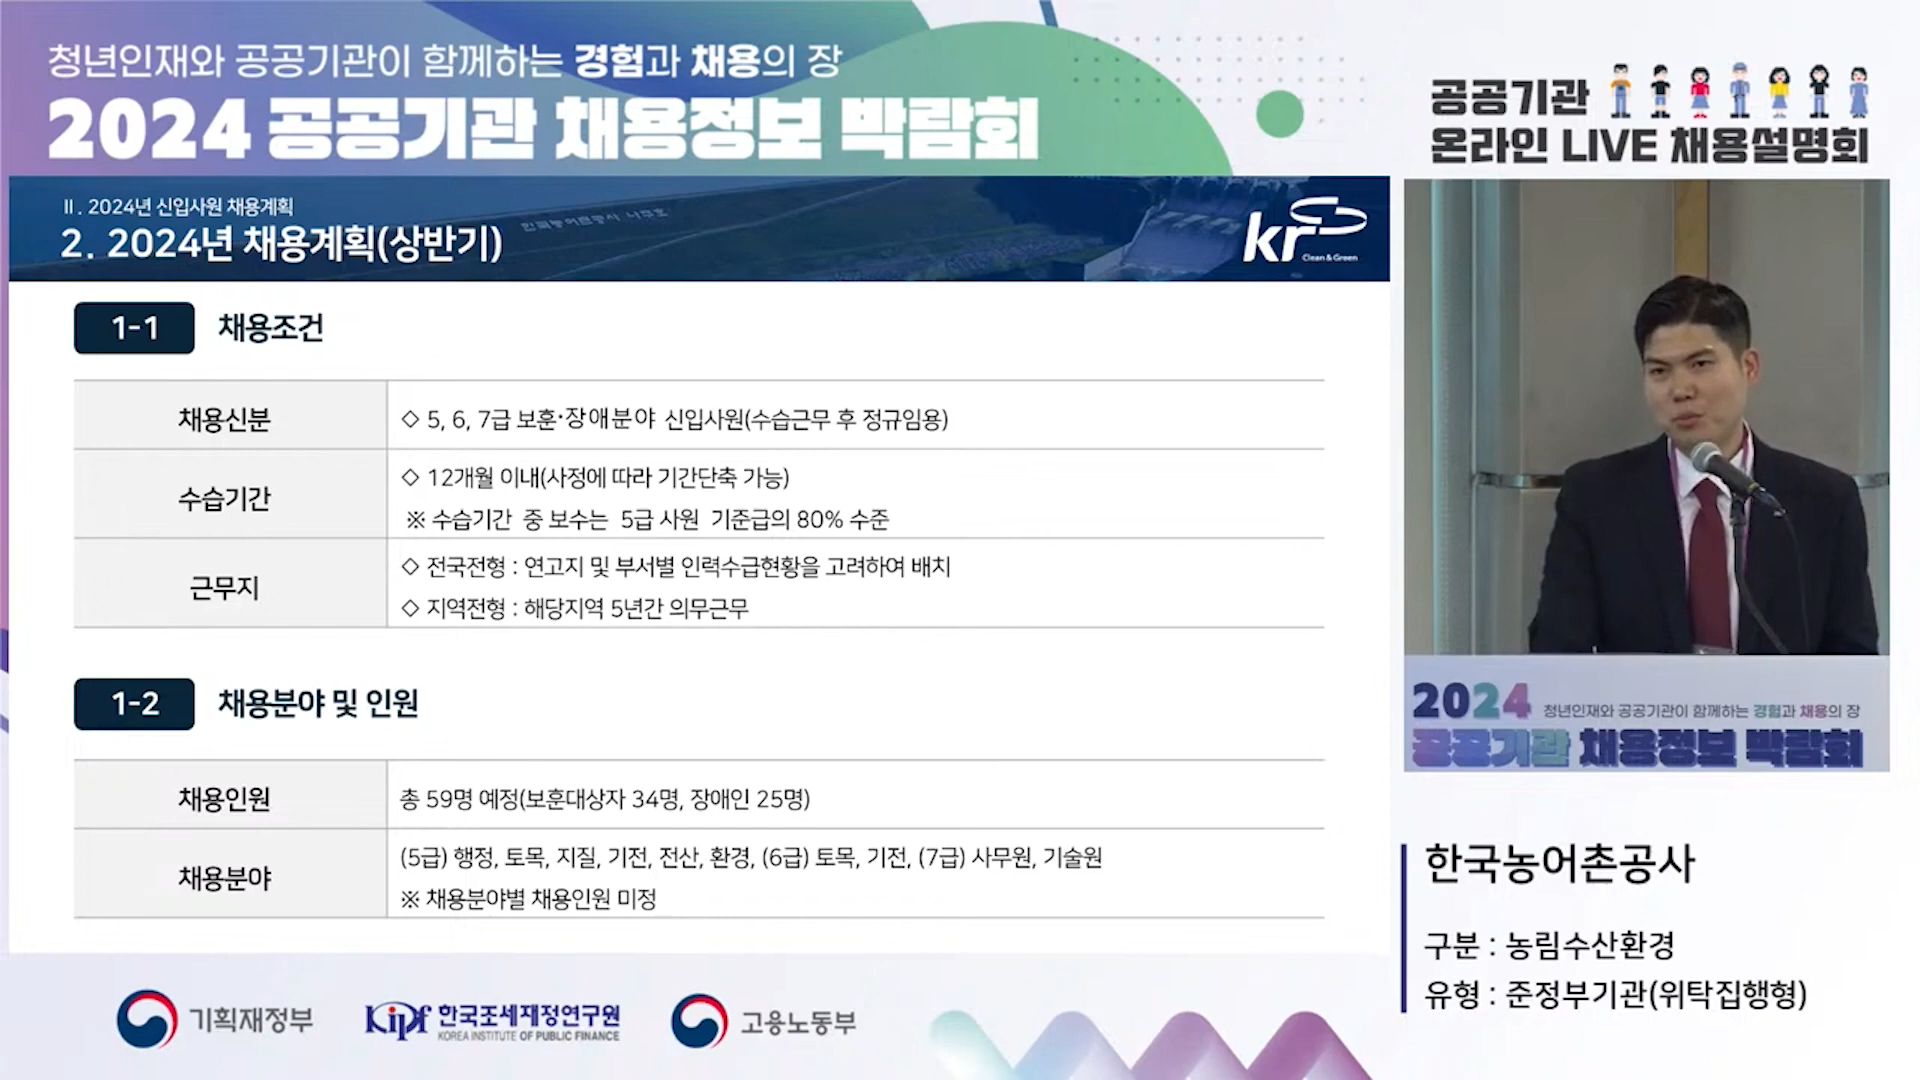 청년인재와 공공기관이 함께하는 경험과 채용의 장
2024 공공기관 채용정보 박람회
공공기관
온라인 LIVE 채용설명회
Ⅱ. 2024년 신입사원 채용계획
2. 2024년 채용계획(상반기)
한국농어촌공사
kr
Clean & Green
1-1 채용조건
채용신분
◇ 5, 6, 7급 보훈·장애분야 신입사원(수습근무 후 정규임용)
수습기간
◇ 12개월 이내(사정에 따라 기간단축 가능)
※ 수습기간 중 보수는 5급 사원 기준급의 80% 수준
근무지
◇ 전국전형 : 연고지 및 부서별 인력수급현황을 고려하여 배치
◇ 지역전형 : 해당지역 5년간 의무근무
1-2 채용분야 및 인원
채용인원
총 59명 예정(보훈대상자 34명, 장애인 25명)
채용분야
(5급) 행정, 토목, 지질, 기전, 전산, 환경, (6급) 토목, 기전, (7급) 사무원, 기술원
※ 채용분야별 채용인원 미정
2024 청년인재와 공공기관이 함께하는 경험과 채용의 장
공공기관 채용정보 박람회
한국농어촌공사
구분 : 농림수산환경
유형 : 준정부기관(위탁집행형)
기획재정부
KIPF 한국조세재정연구원
KOREA INSTITUTE OF PUBLIC FINANCE
고용노동부